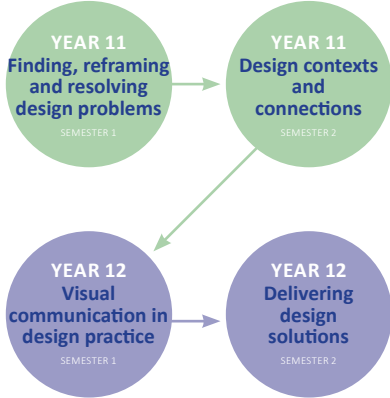 YEAR 11
Finding, reframing
and resolving
design problems
SEMESTER 1
YEAR 11
Design contexts
and
connections
SEMESTER 2
YEAR 12
Visual
communication in
design practice
SEMESTER 1
YEAR 12
Delivering
design
solutions
SEMESTER 2